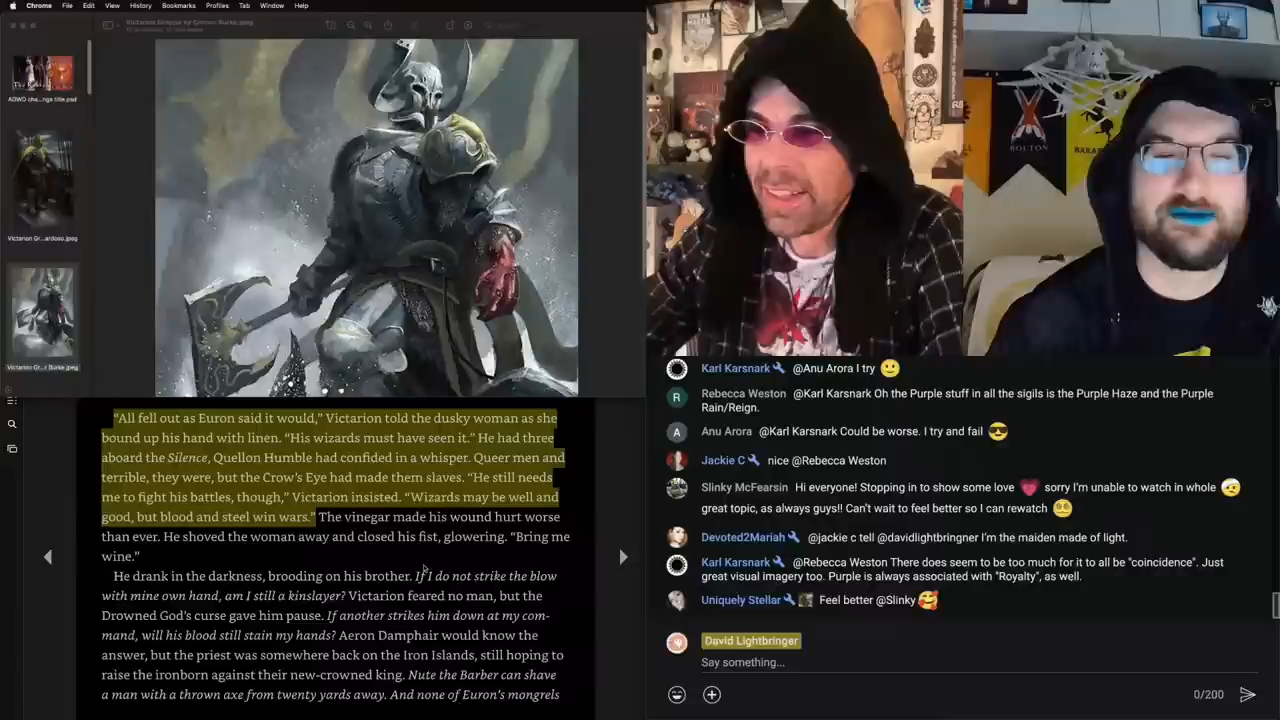 Chrome File Edit View History Bookmarks Profiles Tab Window Help
ADWD cha...ngs title.psd
Victarion Gr...ardoso.jpeg
Victarion Gr...r Burke.jpeg
BOLTON
“All fell out as Euron said it would,” Victarion told the dusky woman as she
bound up his hand with linen. “His wizards must have seen it.” He had three
aboard the Silence, Quellon Humble had confided in a whisper. Queer men and
terrible, they were, but the Crow’s Eye had made them slaves. “He still needs
me to fight his battles, though,” Victarion insisted. “Wizards may be well and
good, but blood and steel win wars.” The vinegar made his wound hurt worse
than ever. He shoved the woman away and closed his fist, glowering. “Bring me
wine.”
He drank in the darkness, brooding on his brother. If I do not strike the blow
with mine own hand, am I still a kinslayer? Victarion feared no man, but the
Drowned God’s curse gave him pause. If another strikes him down at my com-
mand, will his blood still stain my hands? Aeron Damphair would know the
answer, but the priest was somewhere back on the Iron Islands, still hoping to
raise the ironborn against their new-crowned king. Nute the Barber can shave
a man with a thrown axe from twenty yards away. And none of Euron’s mongrels
Karl Karsnark @Anu Arora I try
R Rebecca Weston @Karl Karsnark Oh the Purple stuff in all the sigils is the Purple Haze and the Purple
Rain/Reign.
A Anu Arora @Karl Karsnark Could be worse. I try and fail
Jackie C nice @Rebecca Weston
Slinky McFearsin Hi everyone! Stopping in to show some love sorry I'm unable to watch in whole
great topic, as always guys!! Can't wait to feel better so I can rewatch
Devoted2Mariah @jackie c tell @davidlightbringner I'm the maiden made of light.
Karl Karsnark @Rebecca Weston There does seem to be too much for it to all be "coincidence". Just
great visual imagery too. Purple is always associated with "Royalty", as well.
Uniquely Stellar Feel better @Slinky
David Lightbringer
Say something...
0/200